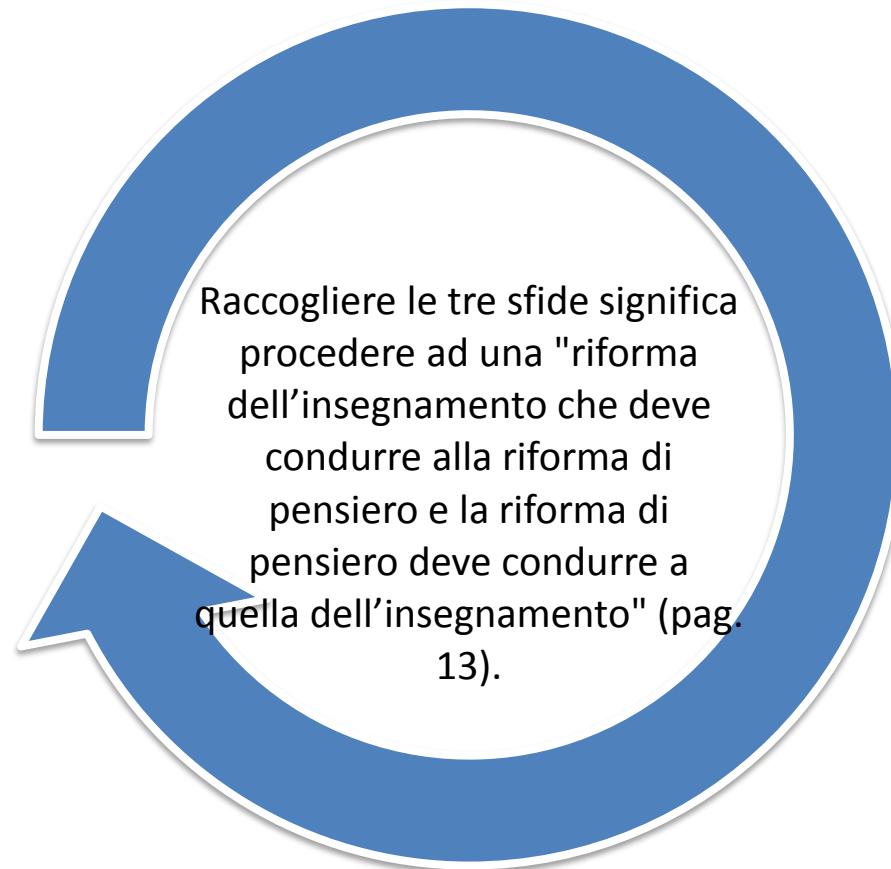 Raccogliere le tre sfide significa
procedere ad una "riforma
dell’insegnamento che deve
condurre alla riforma di
pensiero e la riforma di
pensiero deve condurre a
quella dell’insegnamento" (pag.
13).